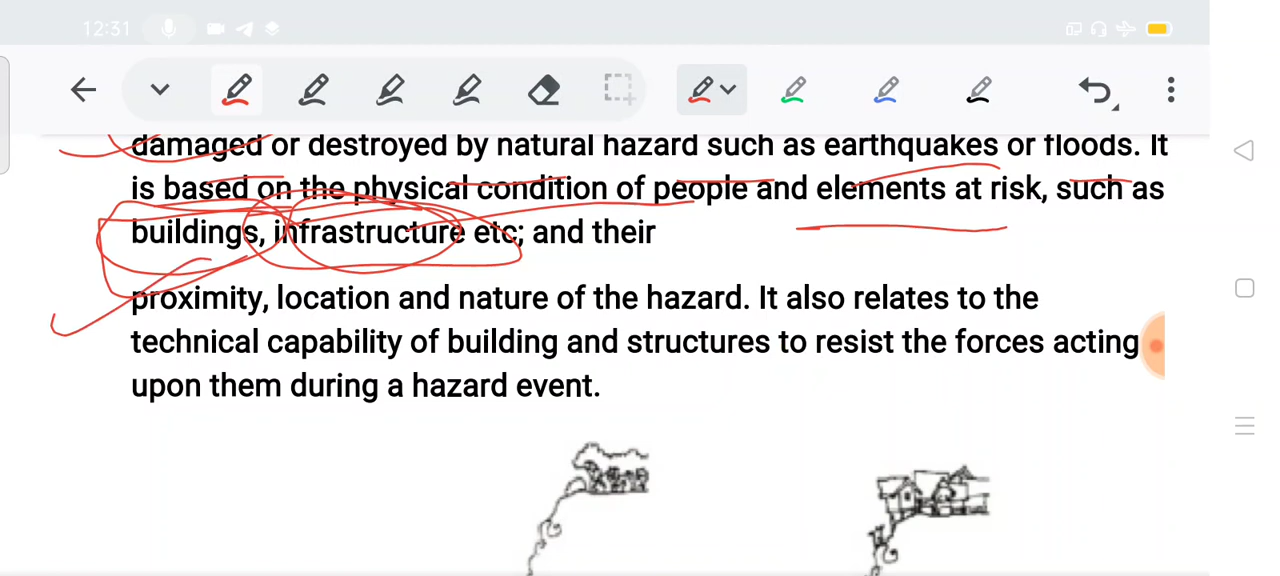 12:31
damaged or destroyed by natural hazard such as earthquakes or floods. It
is based on the physical condition of people and elements at risk, such as
buildings, infrastructure etc; and their
proximity, location and nature of the hazard. It also relates to the
technical capability of building and structures to resist the forces acting
upon them during a hazard event.